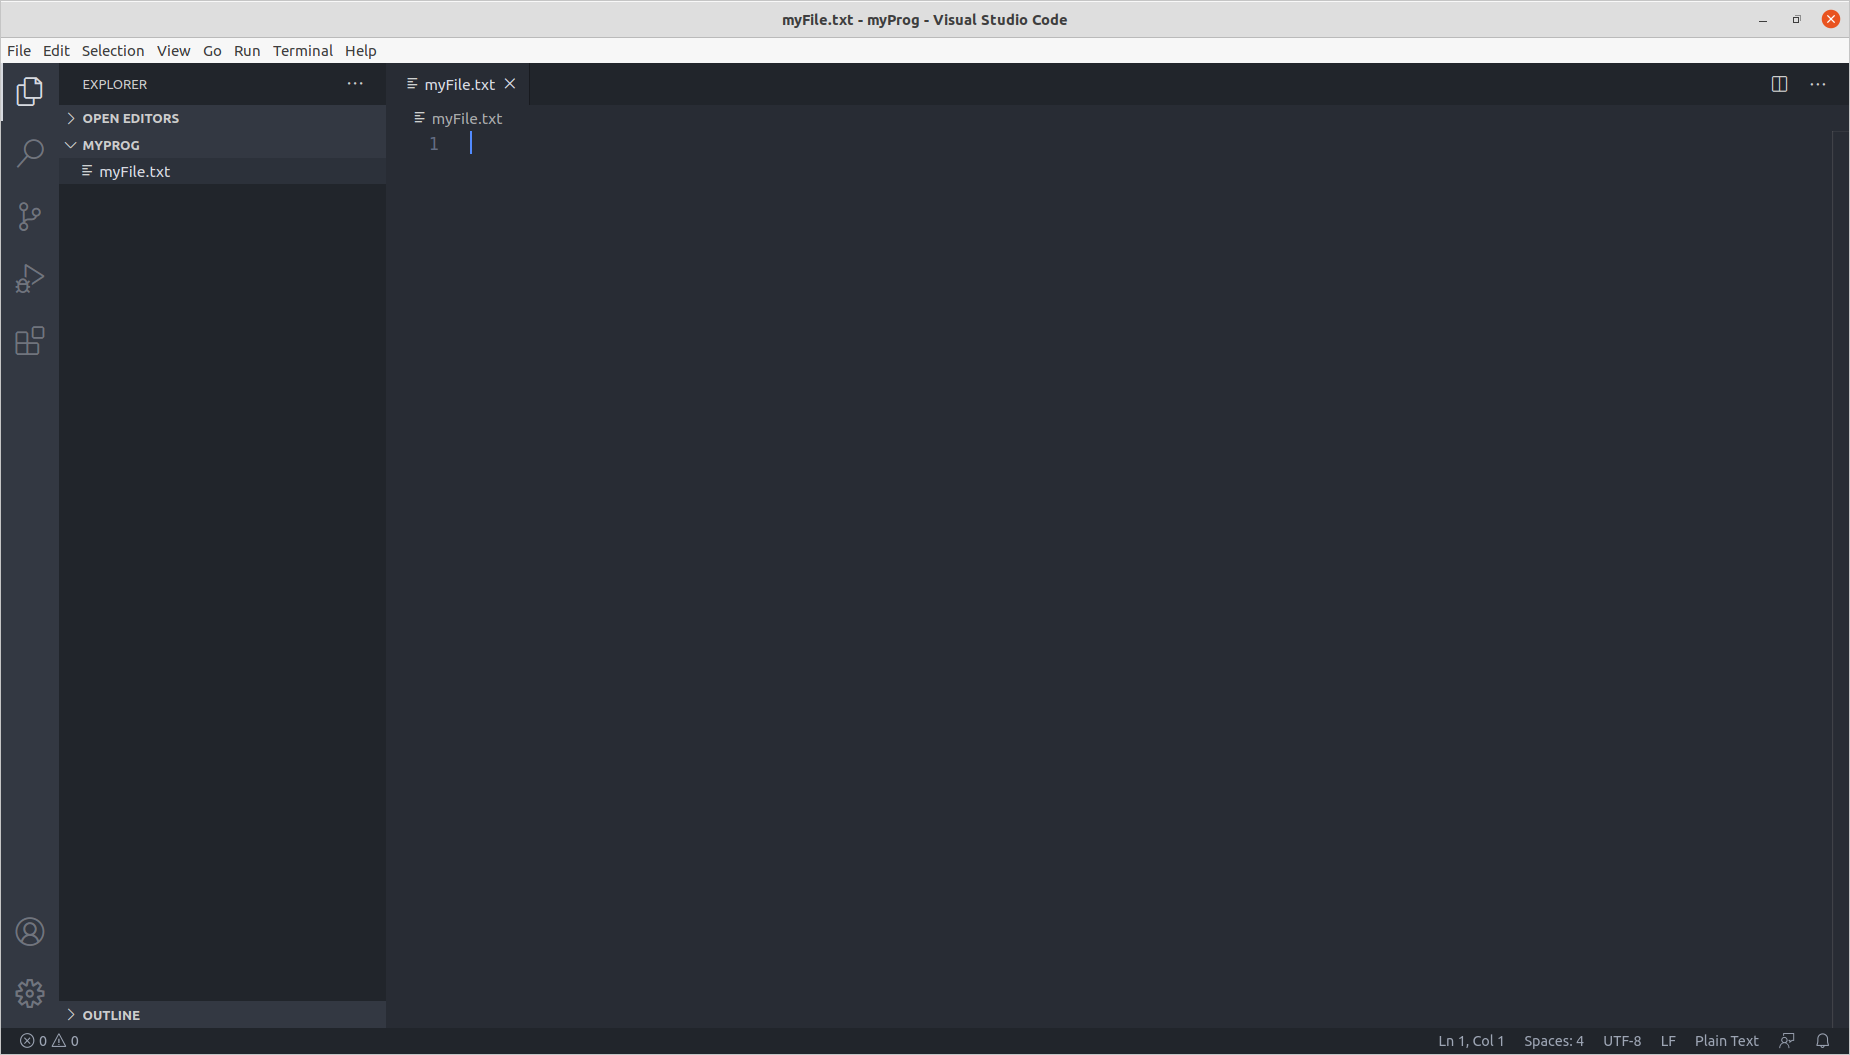 myFile.txt - myProg - Visual Studio Code
File Edit Selection View Go Run Terminal Help
EXPLORER
OPEN EDITORS
MYPROG
myFile.txt
OUTLINE
myFile.txt
myFile.txt
1
0 0
Ln 1, Col 1 Spaces: 4 UTF-8 LF Plain Text